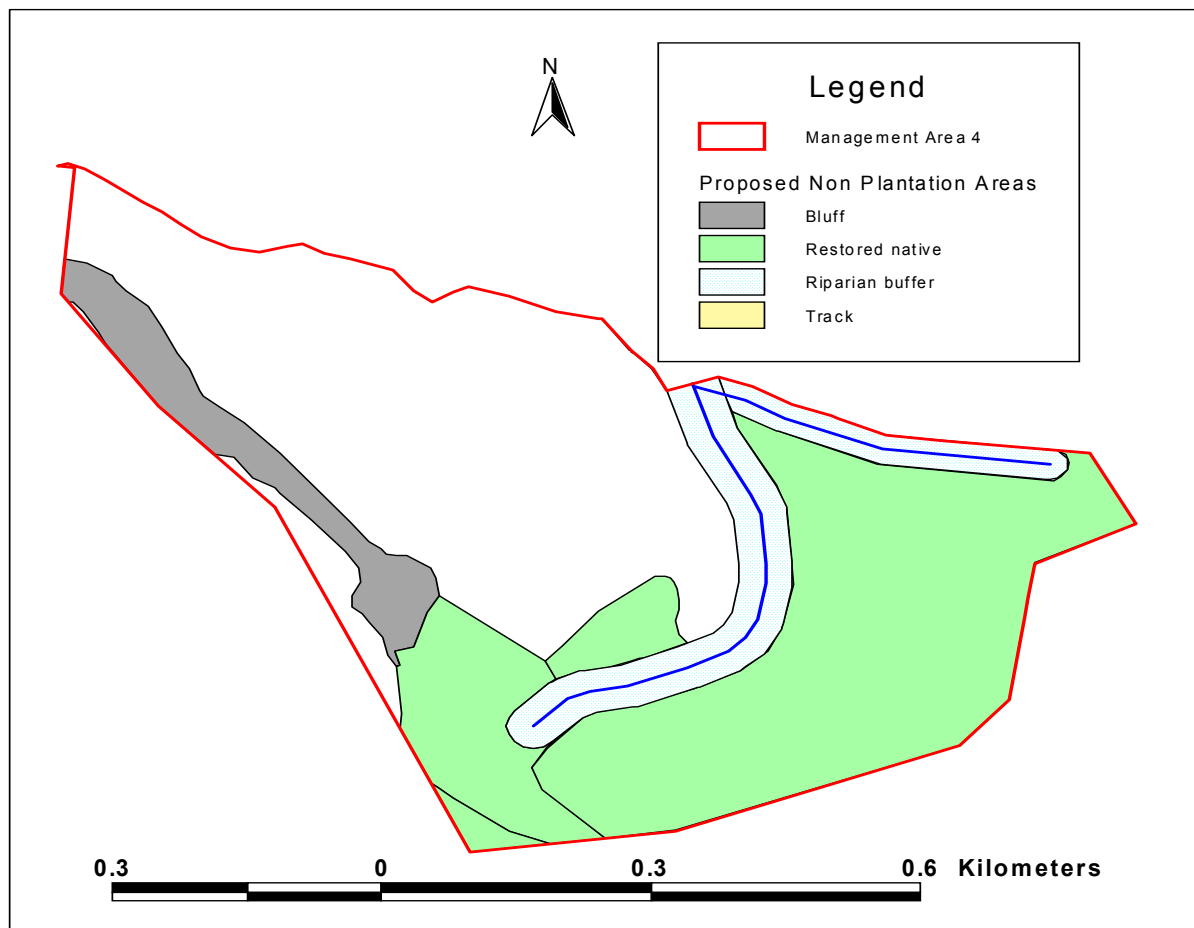 N
Legend
Management Area 4
Proposed Non Plantation Areas
Bluff
Restored native
Riparian buffer
Track
0.3 0 0.3 0.6 Kilometers